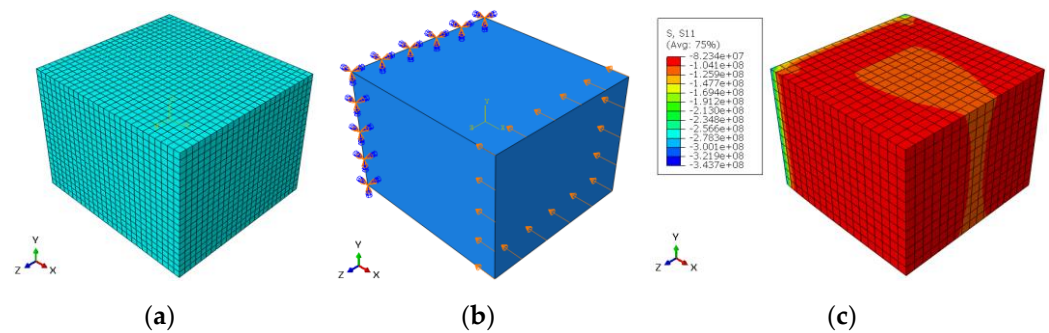 S, S11
(Avg: 75%)
-8.234e+07
-1.041e+08
-1.259e+08
-1.477e+08
-1.694e+08
-1.912e+08
-2.130e+08
-2.348e+08
-2.566e+08
-2.783e+08
-3.001e+08
-3.219e+08
-3.437e+08
Y
Z X
Y
Z X
Y
Z X
(a) (b) (c)